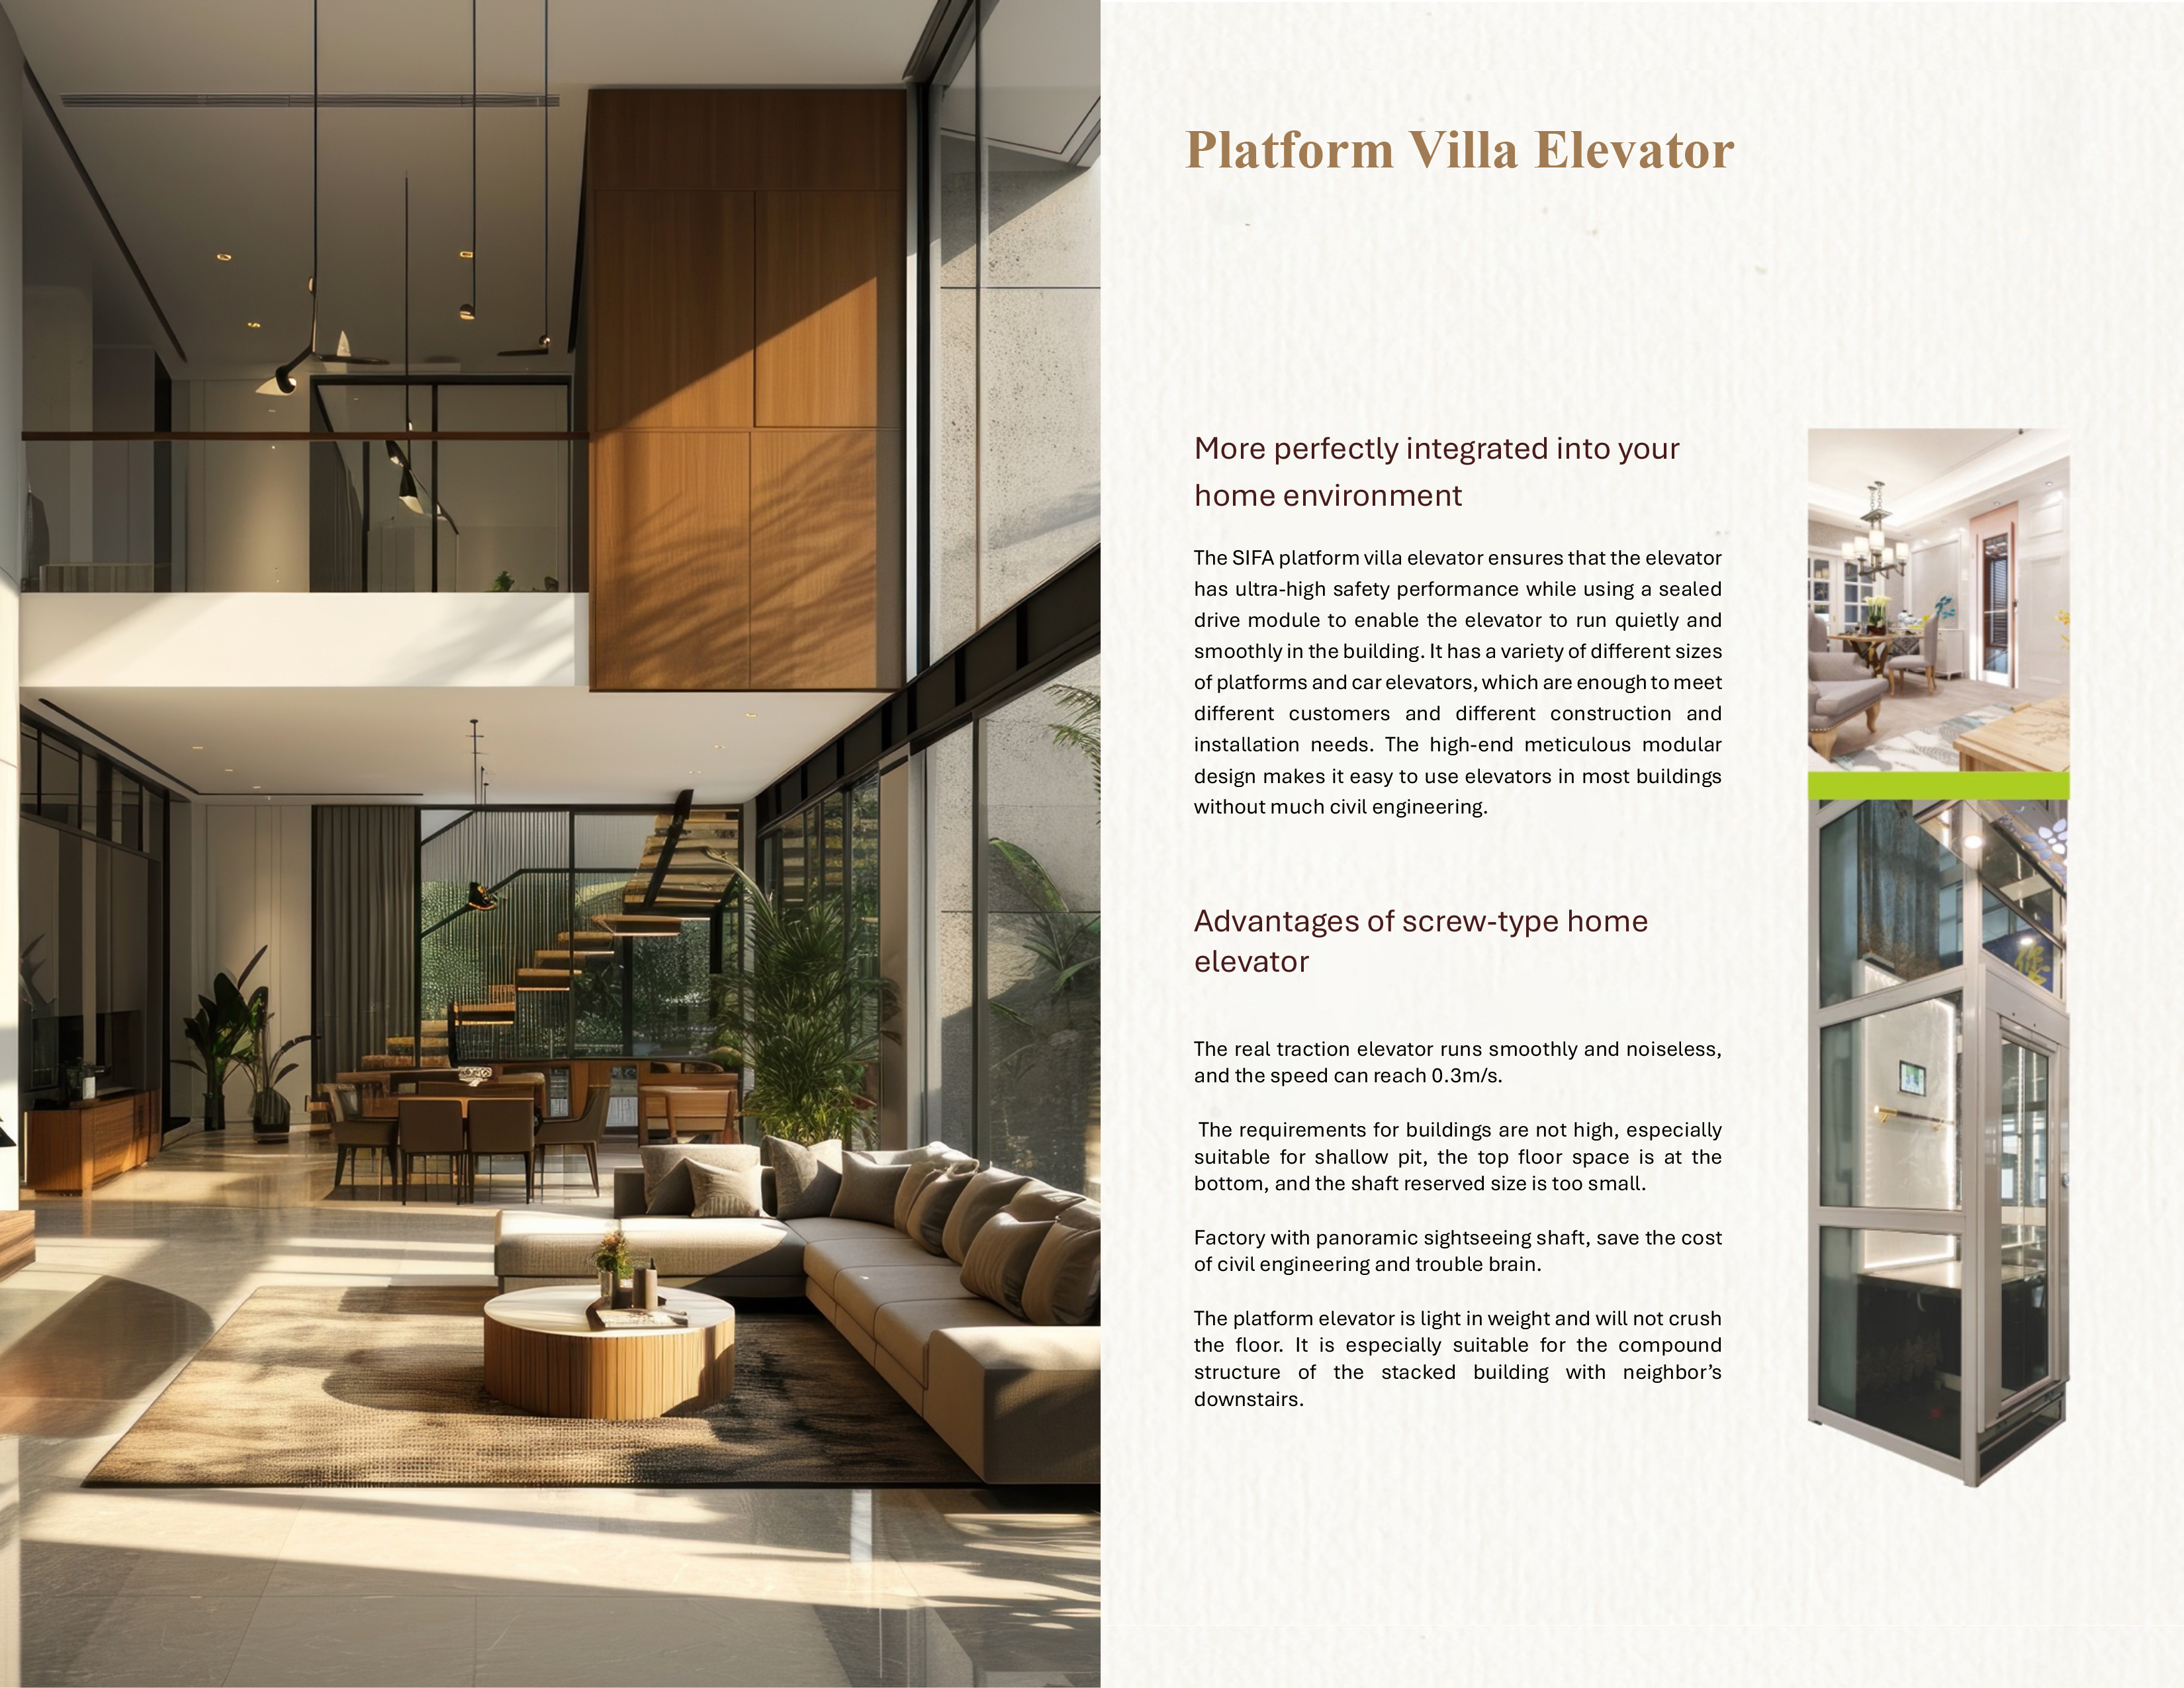 Platform Villa Elevator
More perfectly integrated into your
home environment
The SIFA platform villa elevator ensures that the elevator
has ultra-high safety performance while using a sealed
drive module to enable the elevator to run quietly and
smoothly in the building. It has a variety of different sizes
of platforms and car elevators, which are enough to meet
different customers and different construction and
installation needs. The high-end meticulous modular
design makes it easy to use elevators in most buildings
without much civil engineering.
Advantages of screw-type home
elevator
The real traction elevator runs smoothly and noiseless,
and the speed can reach 0.3m/s.
The requirements for buildings are not high, especially
suitable for shallow pit, the top floor space is at the
bottom, and the shaft reserved size is too small.
Factory with panoramic sightseeing shaft, save the cost
of civil engineering and trouble brain.
The platform elevator is light in weight and will not crush
the floor. It is especially suitable for the compound
structure of the stacked building with neighbor’s
downstairs.